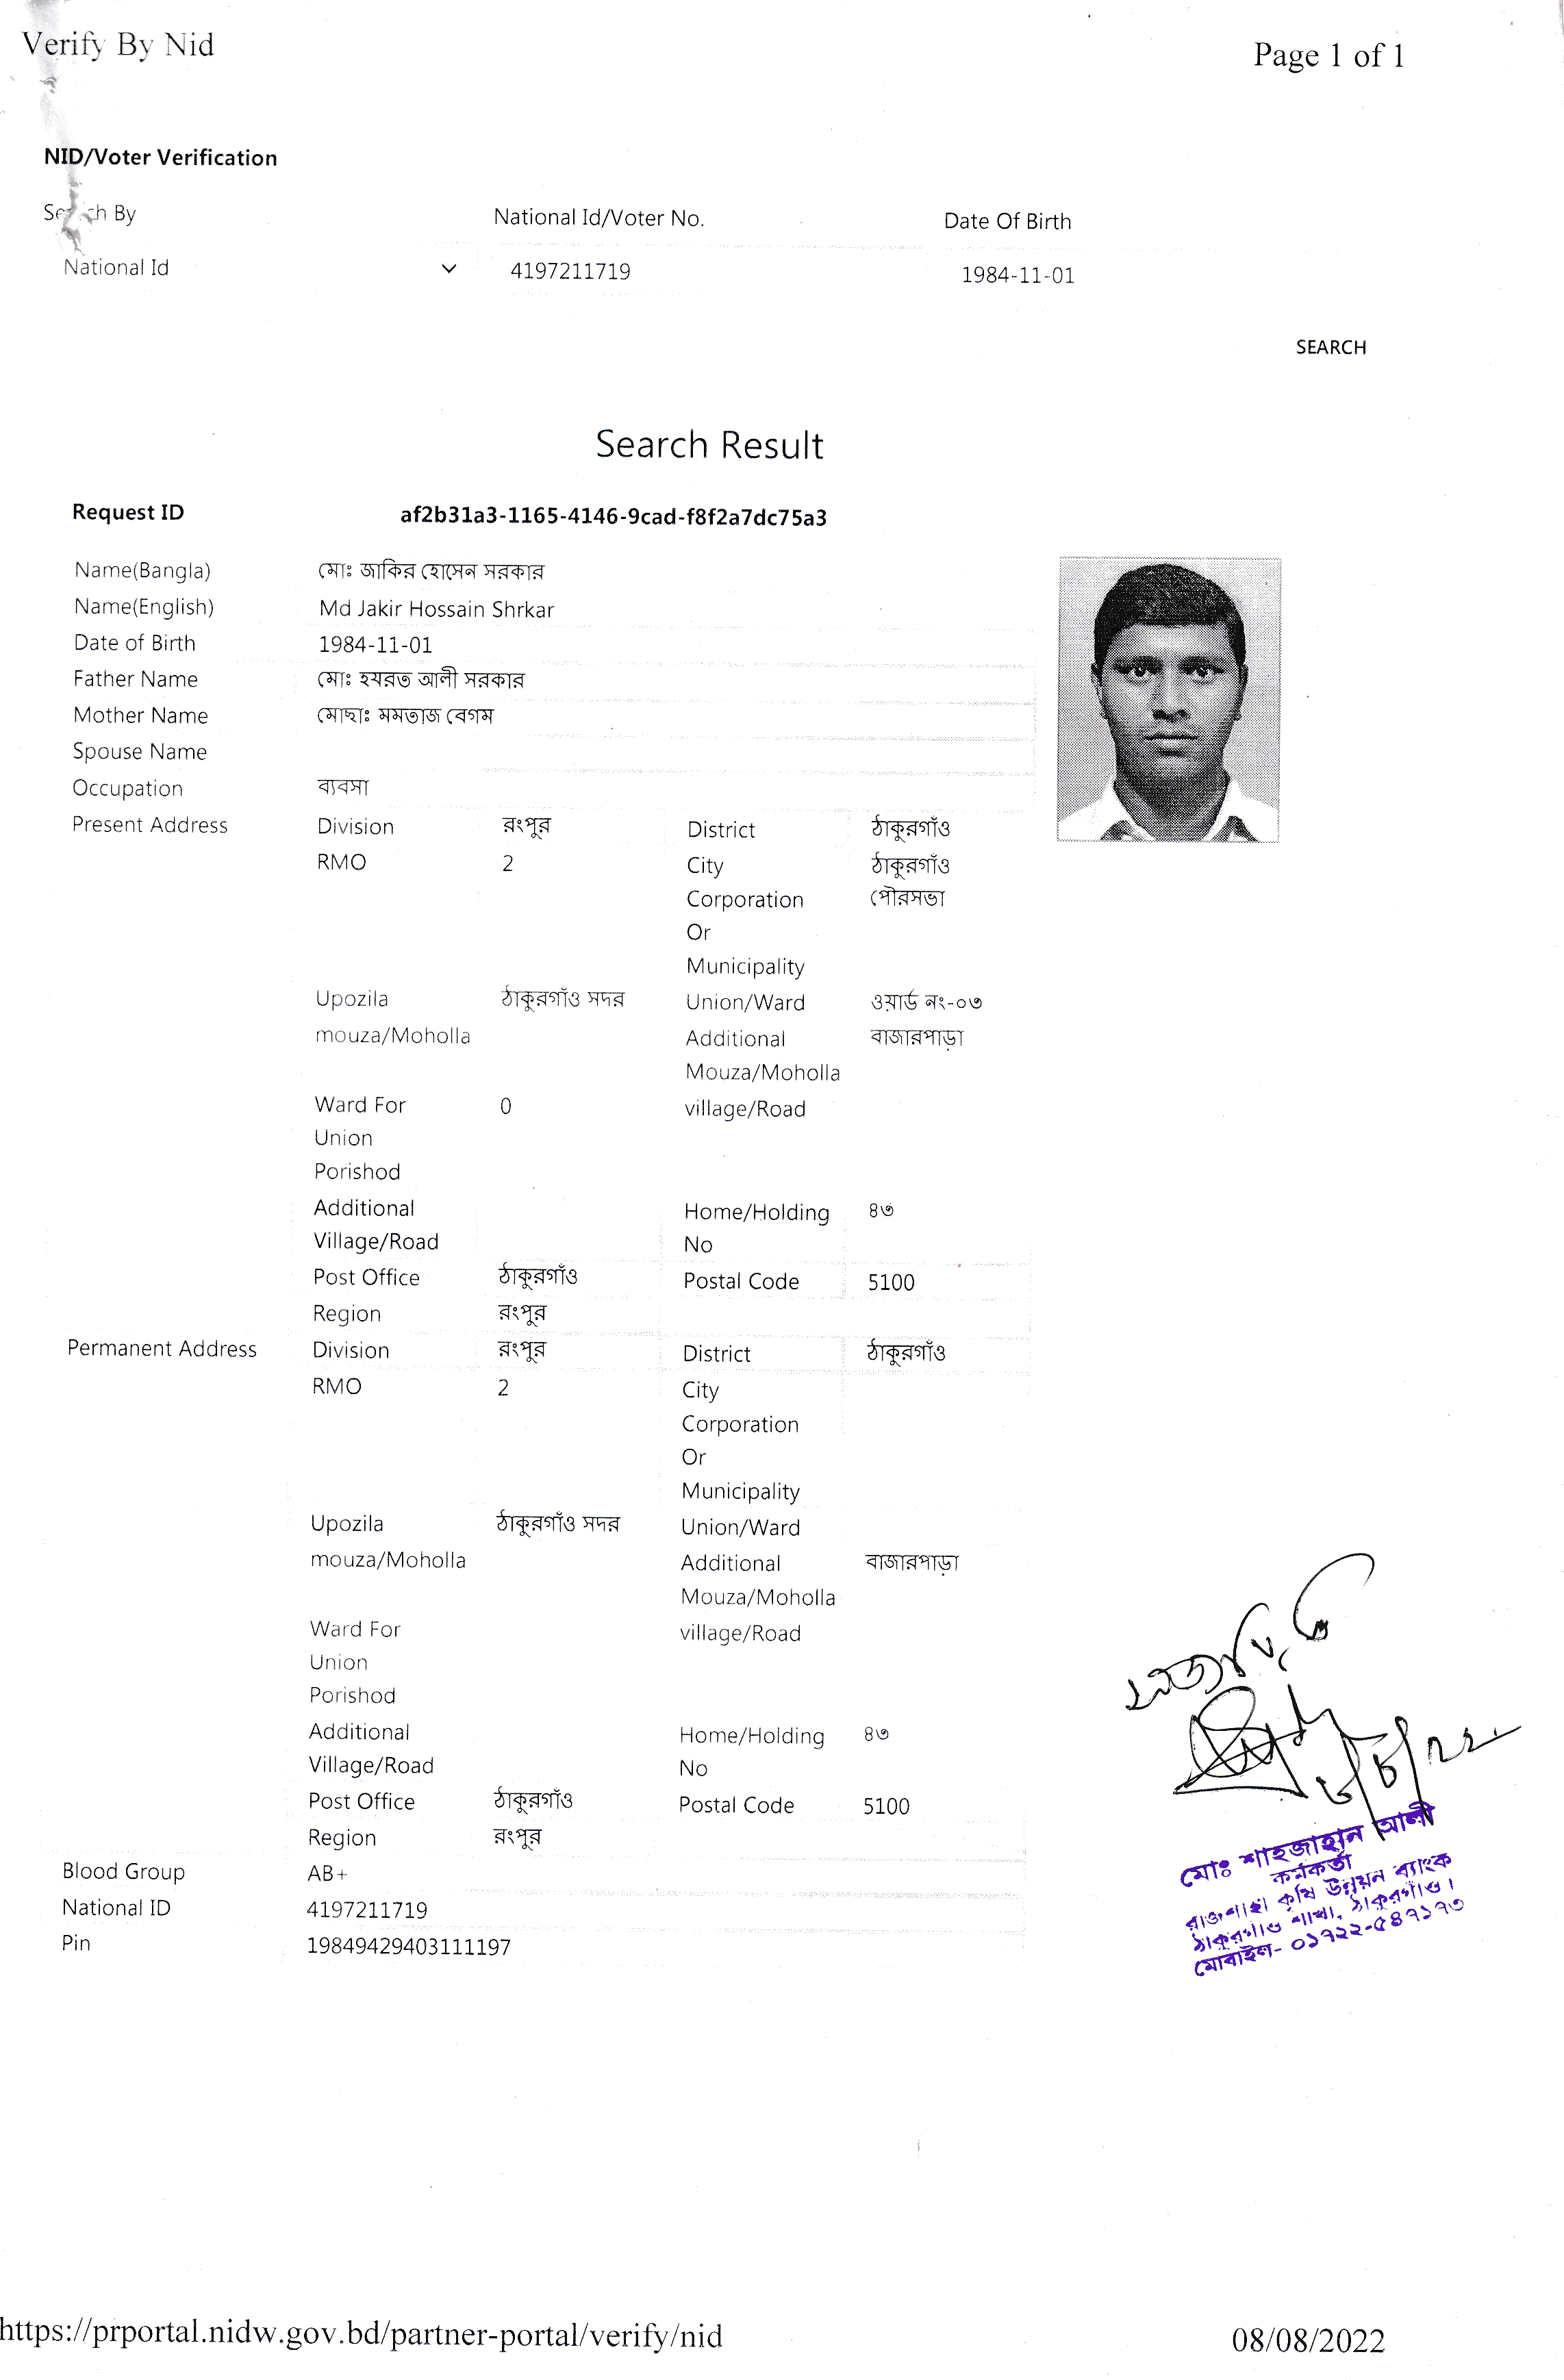 Verify By Nid
Page 1 of 1
NID/Voter Verification
Search By National Id/Voter No. Date Of Birth
National Id 4197211719 1984-11-01
SEARCH
Search Result
Request ID af2b31a3-1165-4146-9cad-f8f2a7dc75a3
Name(Bangla) মোঃ জাকির হোসেন সরকার
Name(English) Md Jakir Hossain Shrkar
Date of Birth 1984-11-01
Father Name মোঃ হযরত আলী সরকার
Mother Name মোছাঃ মমতাজ বেগম
Spouse Name
Occupation ব্যবসা
Present Address Division রংপুর District ঠাকুরগাঁও
RMO 2 City ঠাকুরগাঁও
Corporation পৌরসভা
Or
Municipality
Upozila ঠাকুরগাঁও সদর Union/Ward ওয়ার্ড নং-০৩
mouza/Moholla Additional বাজারপাড়া
Mouza/Moholla
Ward For 0 village/Road
Union
Porishod
Additional Home/Holding ৪৩
Village/Road No
Post Office ঠাকুরগাঁও Postal Code 5100
Region রংপুর
Permanent Address Division রংপুর District ঠাকুরগাঁও
RMO 2 City
Corporation
Or
Municipality
Upozila ঠাকুরগাঁও সদর Union/Ward
mouza/Moholla Additional বাজারপাড়া
Mouza/Moholla
Ward For village/Road
Union
Porishod
Additional Home/Holding ৪৩
Village/Road No
Post Office ঠাকুরগাঁও Postal Code 5100
Region রংপুর
Blood Group AB+
National ID 4197211719
Pin 19849429403111197
সত্যায়িত
৮/৮/২২
মোঃ শাহজাহান আলী
কর্মকর্তা
রাজশাহী কৃষি উন্নয়ন ব্যাংক
ঠাকুরগাঁও শাখা, ঠাকুরগাঁও।
মোবাইল- ০১৭২২-৫৪৭১৭৩
https://prportal.nidw.gov.bd/partner-portal/verify/nid
08/08/2022